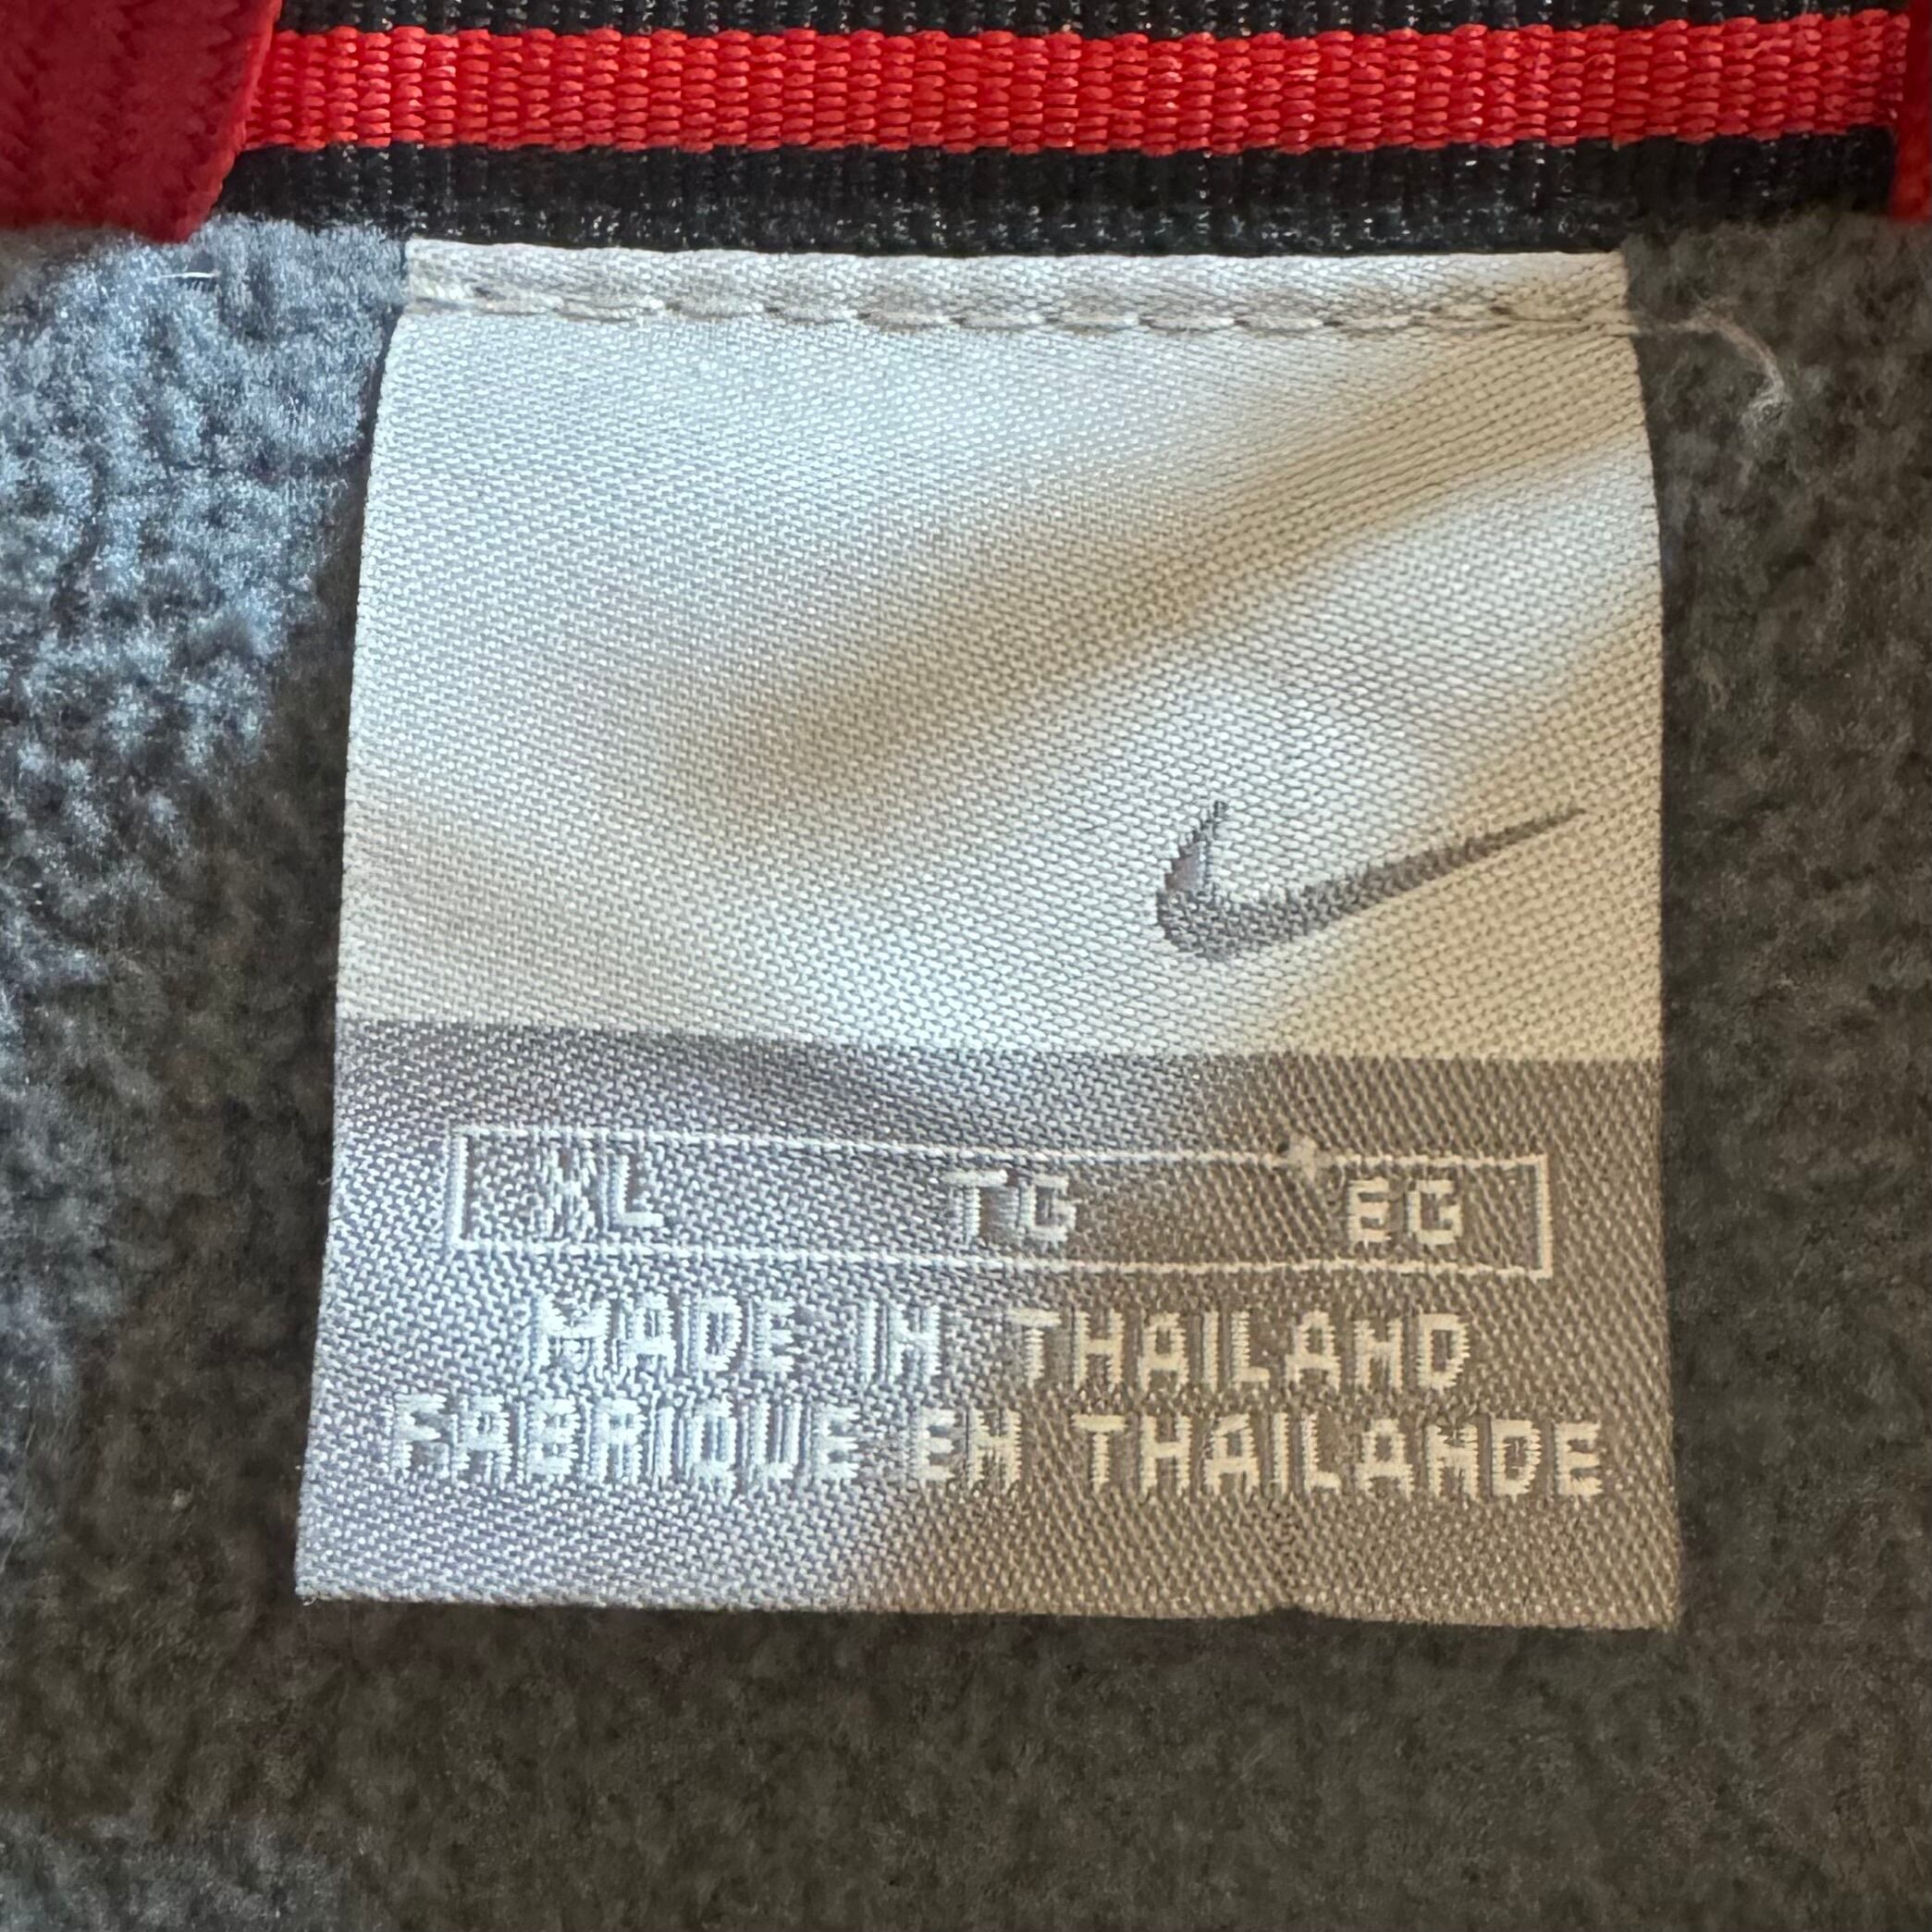 XL TG EG
MADE IN THAILAND
FABRIQUE EN THAILANDE